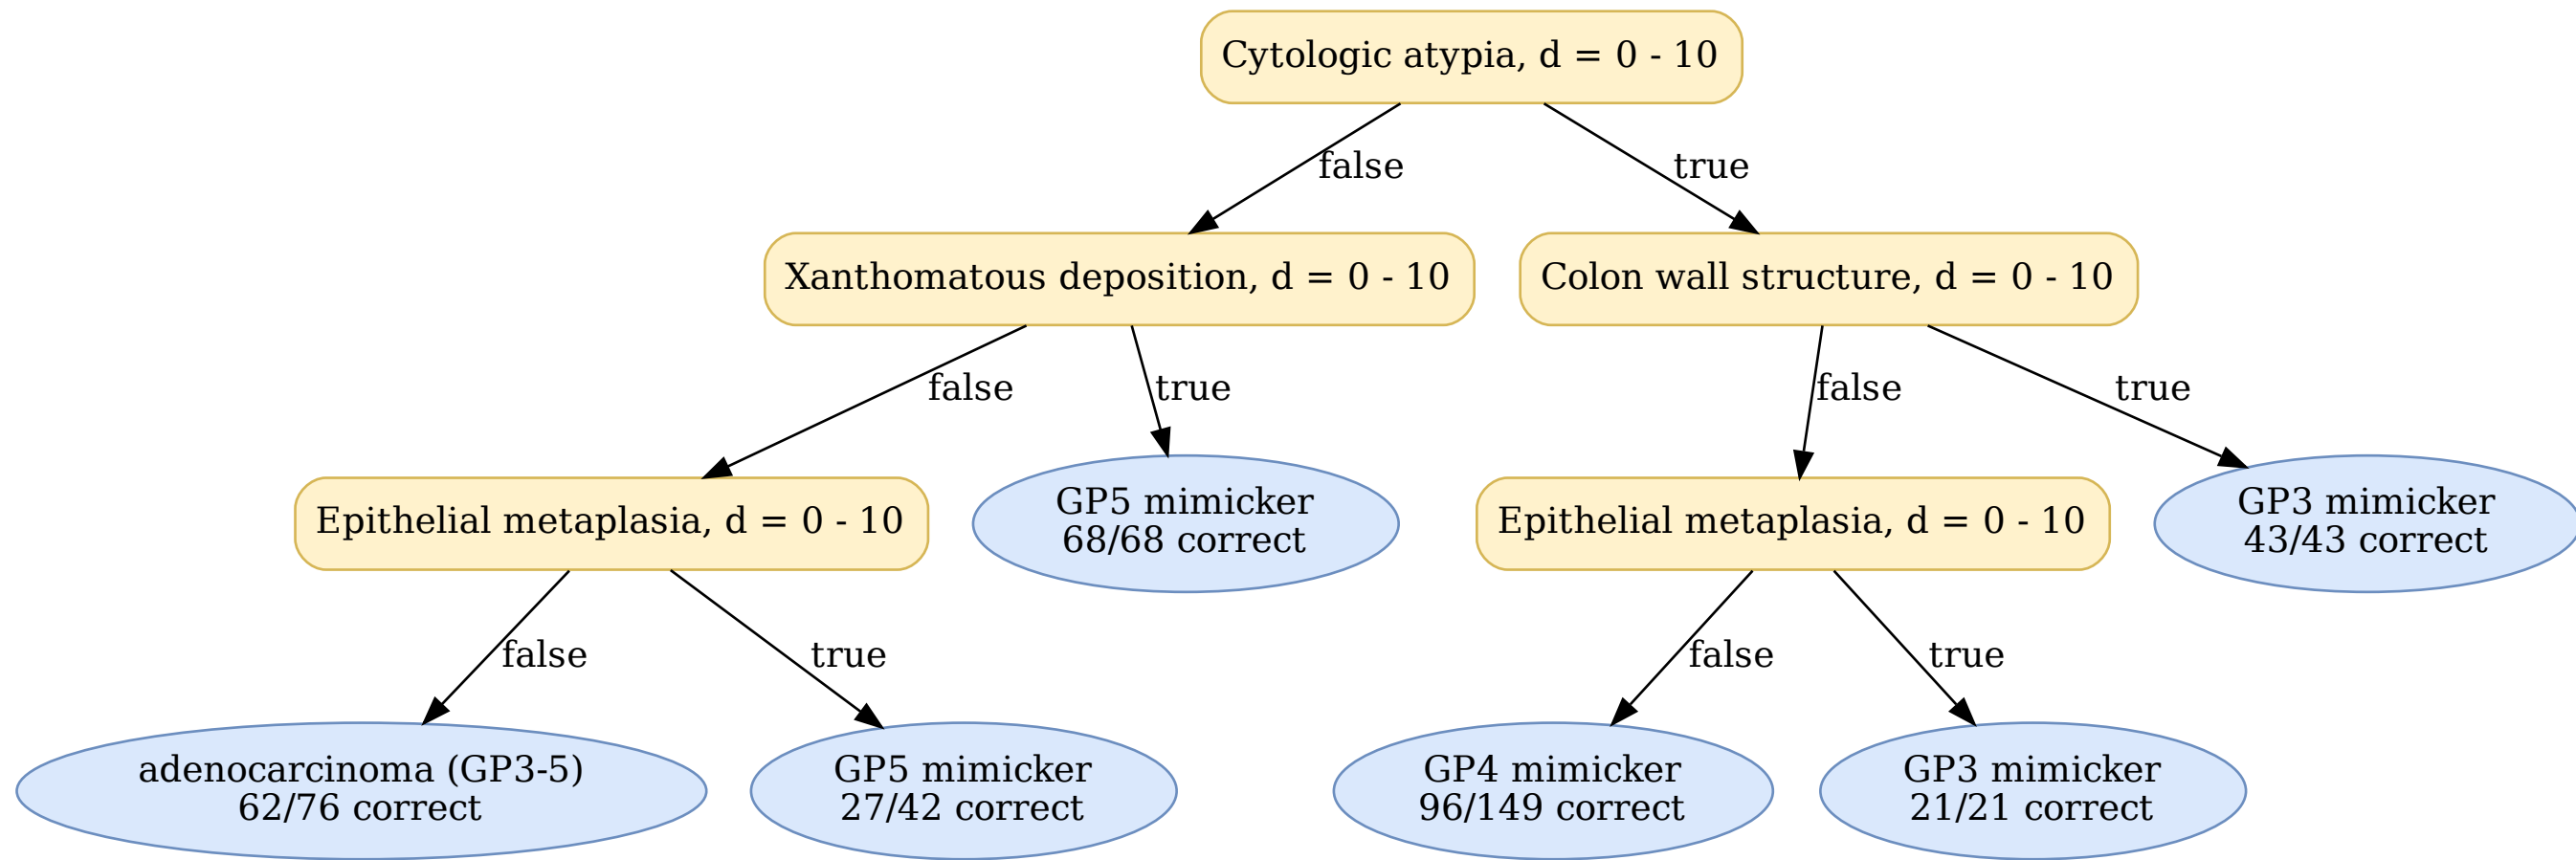 Cytologic atypia, d = 0 - 10
false
true
Xanthomatous deposition, d = 0 - 10
Colon wall structure, d = 0 - 10
false
true
false
true
Epithelial metaplasia, d = 0 - 10
GP5 mimicker
68/68 correct
Epithelial metaplasia, d = 0 - 10
GP3 mimicker
43/43 correct
false
true
false
true
adenocarcinoma (GP3-5)
62/76 correct
GP5 mimicker
27/42 correct
GP4 mimicker
96/149 correct
GP3 mimicker
21/21 correct